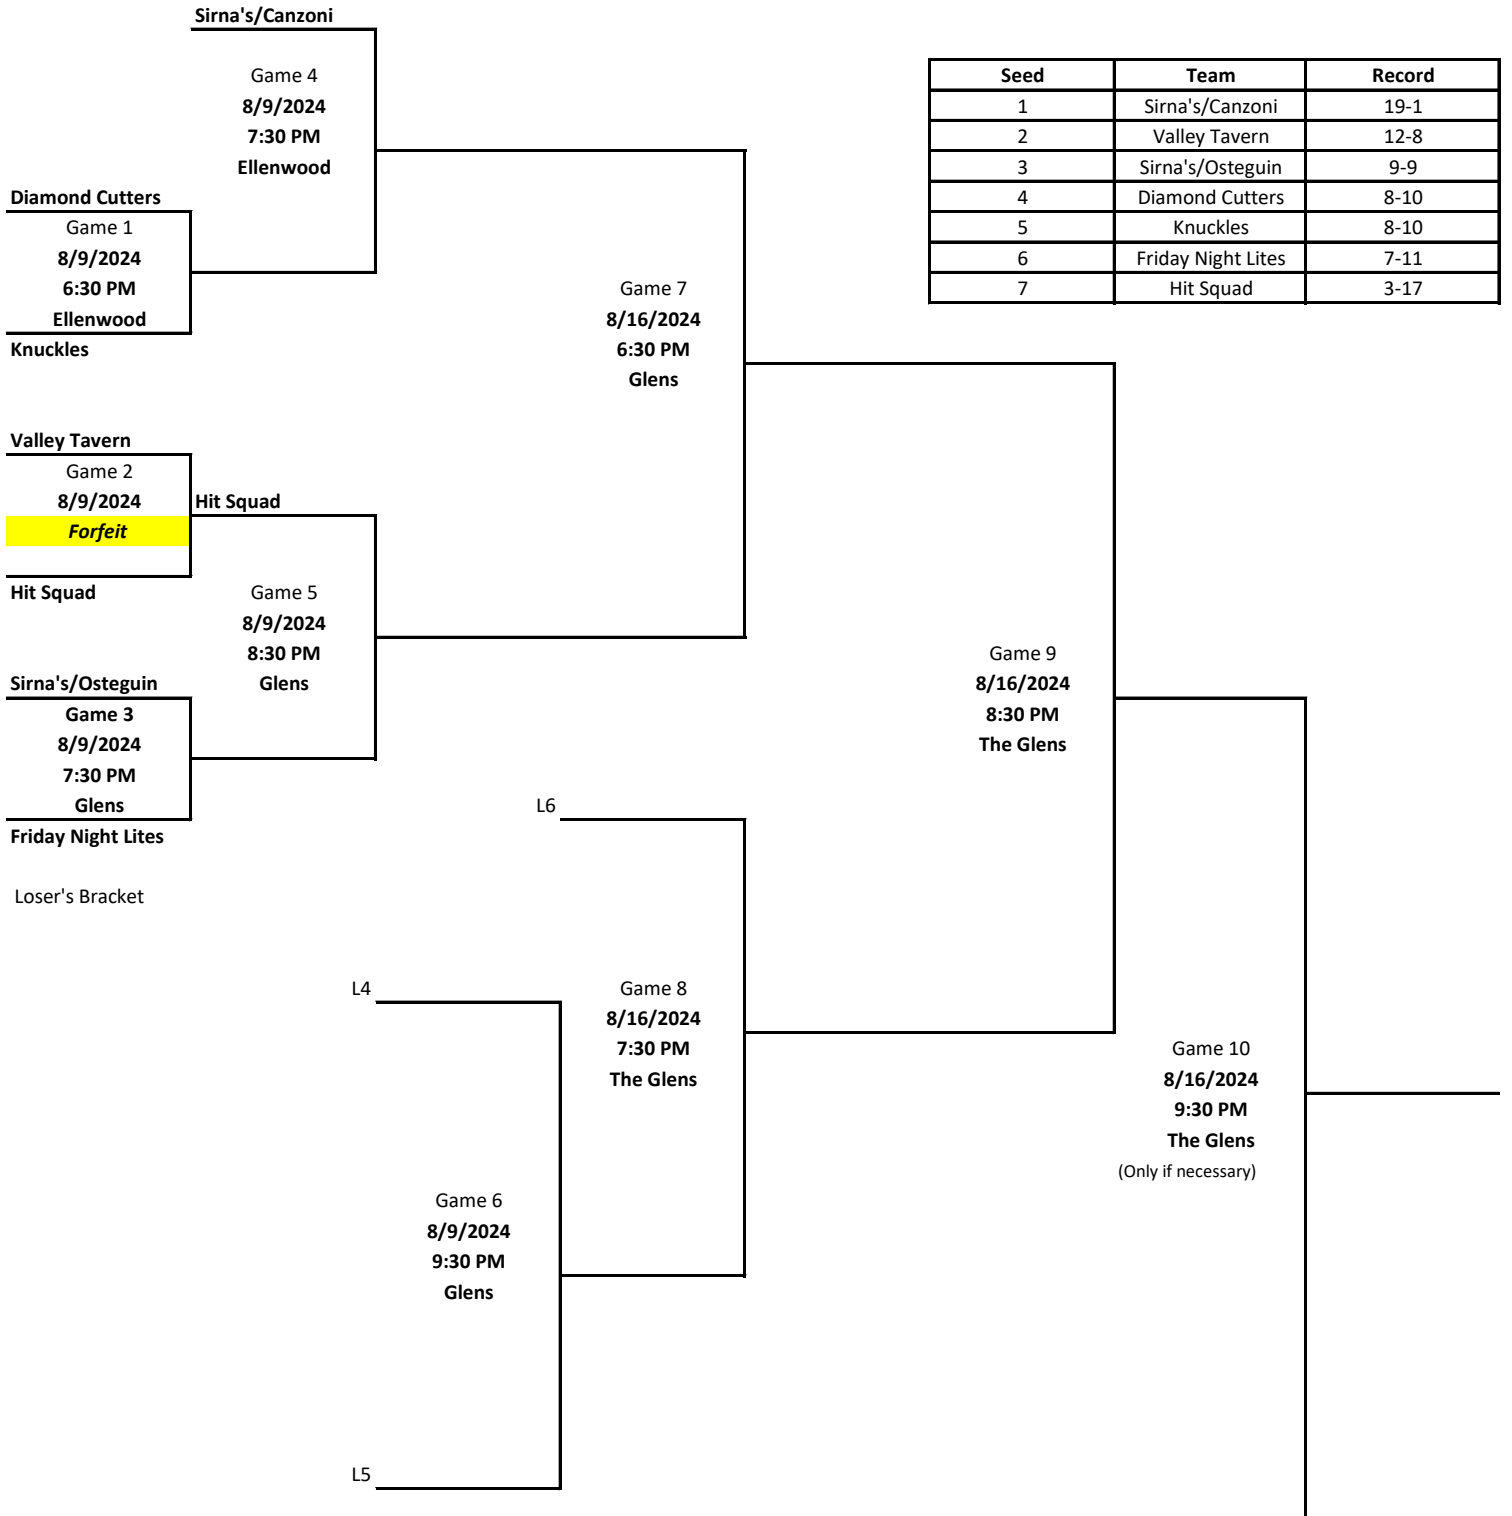 Sirna's/Canzoni
Game 4
8/9/2024
7:30 PM
Ellenwood
Seed Team Record
1 Sirna's/Canzoni 19-1
2 Valley Tavern 12-8
3 Sirna's/Osteguin 9-9
4 Diamond Cutters 8-10
5 Knuckles 8-10
6 Friday Night Lites 7-11
7 Hit Squad 3-17
Diamond Cutters
Game 1
8/9/2024
6:30 PM
Ellenwood
Knuckles
Game 7
8/16/2024
6:30 PM
Glens
Valley Tavern
Game 2
8/9/2024
Forfeit
Hit Squad
Hit Squad
Game 5
8/9/2024
8:30 PM
Glens
Sirna's/Osteguin
Game 3
8/9/2024
7:30 PM
Glens
Friday Night Lites
Game 9
8/16/2024
8:30 PM
The Glens
Loser's Bracket
L6
L4
Game 8
8/16/2024
7:30 PM
The Glens
Game 10
8/16/2024
9:30 PM
The Glens
(Only if necessary)
Game 6
8/9/2024
9:30 PM
Glens
L5